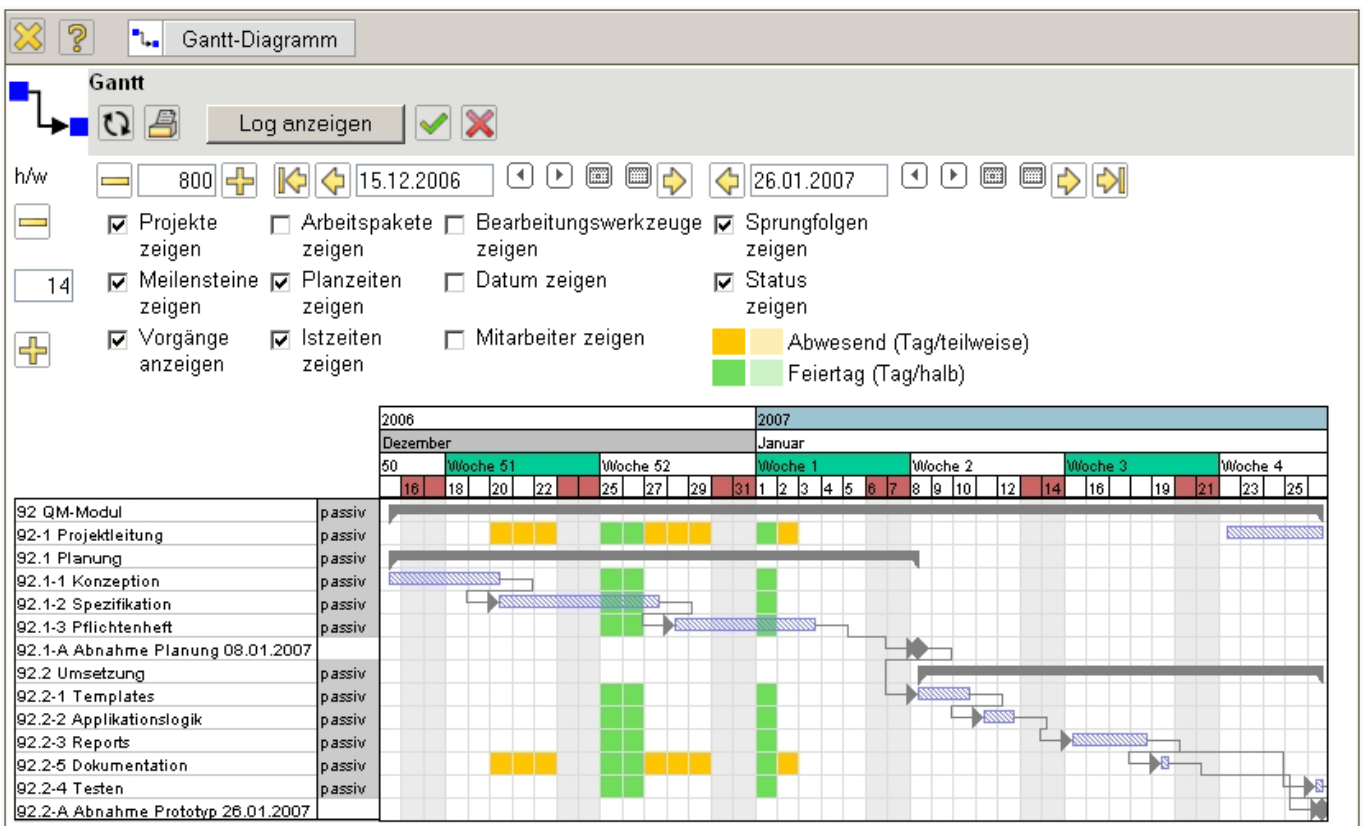 Gantt-Diagramm
Gantt
Log anzeigen
h/w
800
15.12.2006
26.01.2007
Projekte zeigen
Arbeitspakete zeigen
Bearbeitungswerkzeuge zeigen
Sprungfolgen zeigen
14
Meilensteine zeigen
Planzeiten zeigen
Datum zeigen
Status zeigen
Vorgänge anzeigen
Istzeiten zeigen
Mitarbeiter zeigen
Abwesend (Tag/teilweise)
Feiertag (Tag/halb)
2006 2007
Dezember Januar
50 Woche 51 Woche 52 Woche 1 Woche 2 Woche 3 Woche 4
16 18 20 22 25 27 29 31 1 2 3 4 5 6 7 8 9 10 12 14 16 19 21 23 25
92 QM-Modul passiv
92-1 Projektleitung passiv
92.1 Planung passiv
92.1-1 Konzeption passiv
92.1-2 Spezifikation passiv
92.1-3 Pflichtenheft passiv
92.1-A Abnahme Planung 08.01.2007
92.2 Umsetzung passiv
92.2-1 Templates passiv
92.2-2 Applikationslogik passiv
92.2-3 Reports passiv
92.2-5 Dokumentation passiv
92.2-4 Testen passiv
92.2-A Abnahme Prototyp 26.01.2007